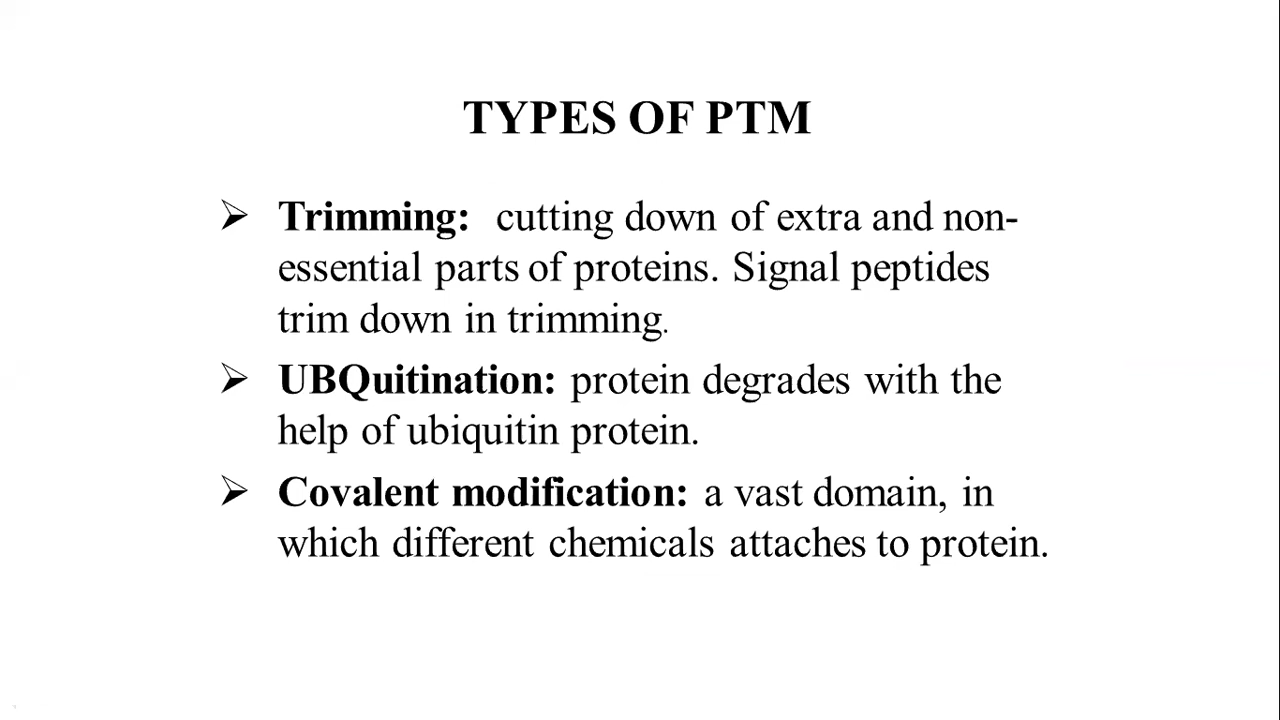 TYPES OF PTM
➢ Trimming: cutting down of extra and non-
essential parts of proteins. Signal peptides
trim down in trimming.
➢ UBQuitination: protein degrades with the
help of ubiquitin protein.
➢ Covalent modification: a vast domain, in
which different chemicals attaches to protein.